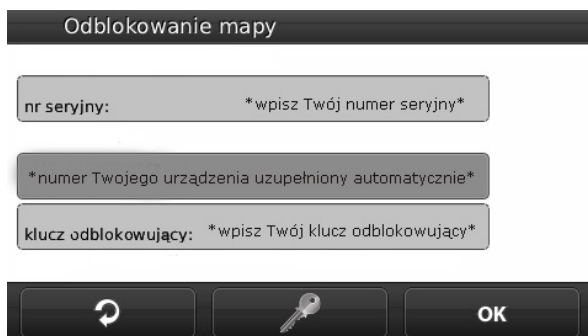 Odblokowanie mapy
nr seryjny: *wpisz Twój numer seryjny*
*numer Twojego urządzenia uzupełniony automatycznie*
klucz odblokowujący: *wpisz Twój klucz odblokowujący*
OK